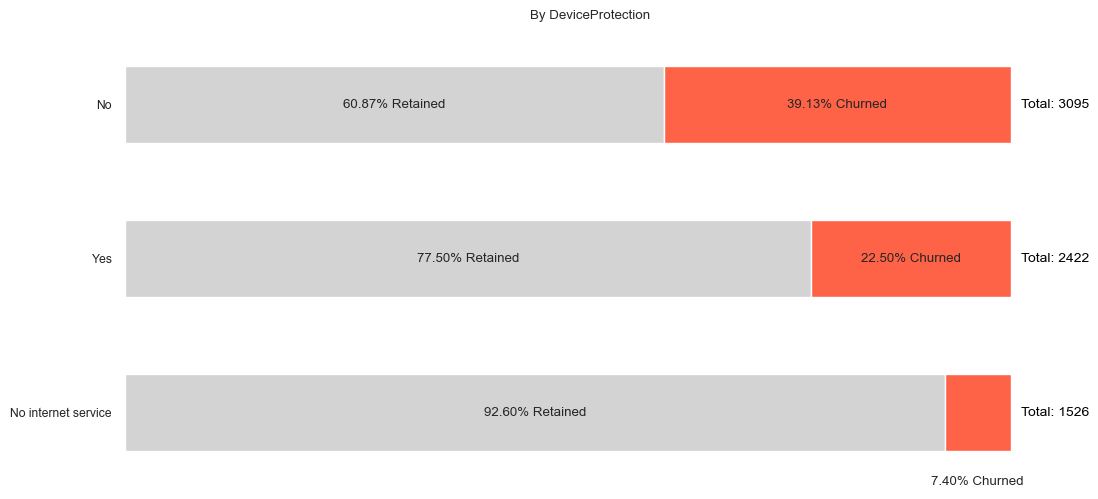 By DeviceProtection
No
60.87% Retained
39.13% Churned
Total: 3095
Yes
77.50% Retained
22.50% Churned
Total: 2422
No internet service
92.60% Retained
Total: 1526
7.40% Churned